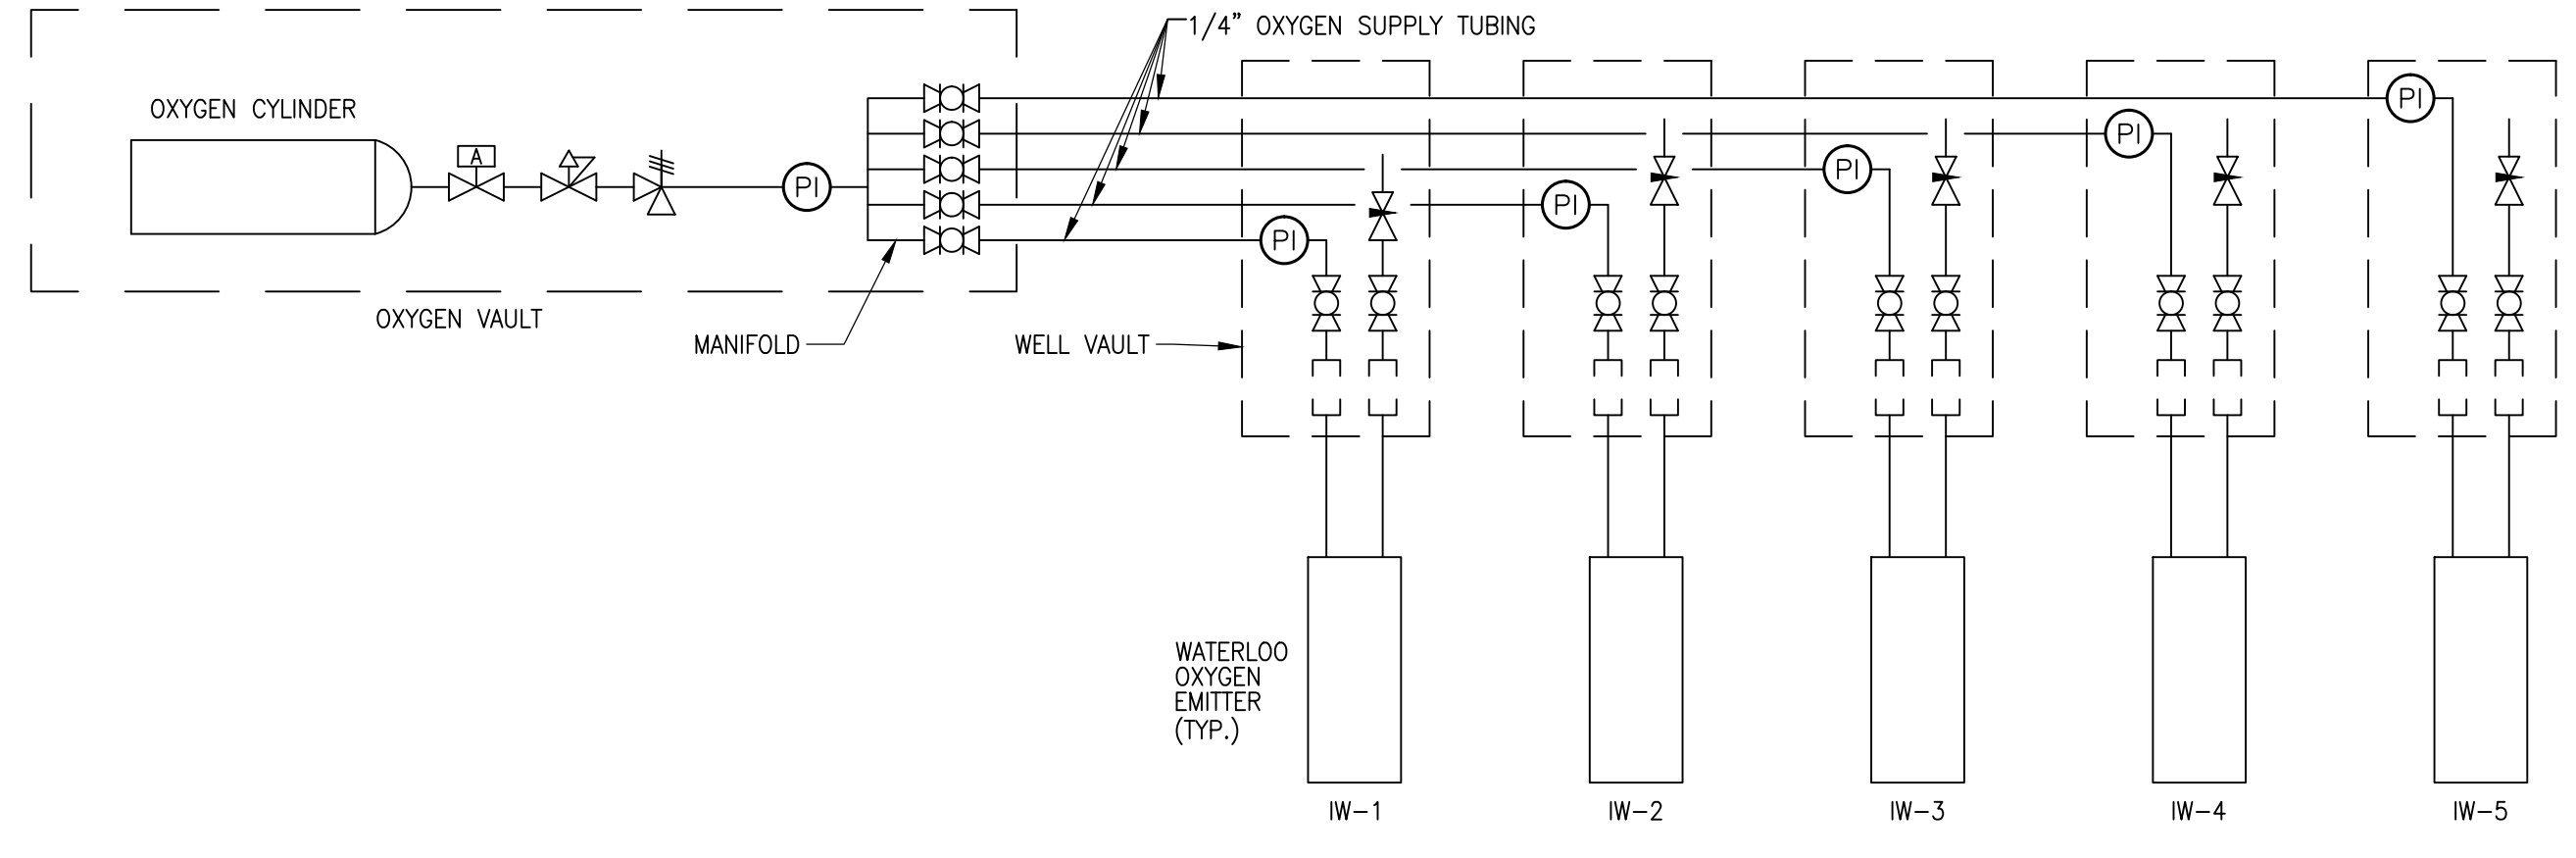 1/4” OXYGEN SUPPLY TUBING
OXYGEN CYLINDER
A
PI
PI
PI
PI
PI
PI
OXYGEN VAULT
MANIFOLD
WELL VAULT
WATERLOO
OXYGEN
EMITTER
(TYP.)
IW-1
IW-2
IW-3
IW-4
IW-5